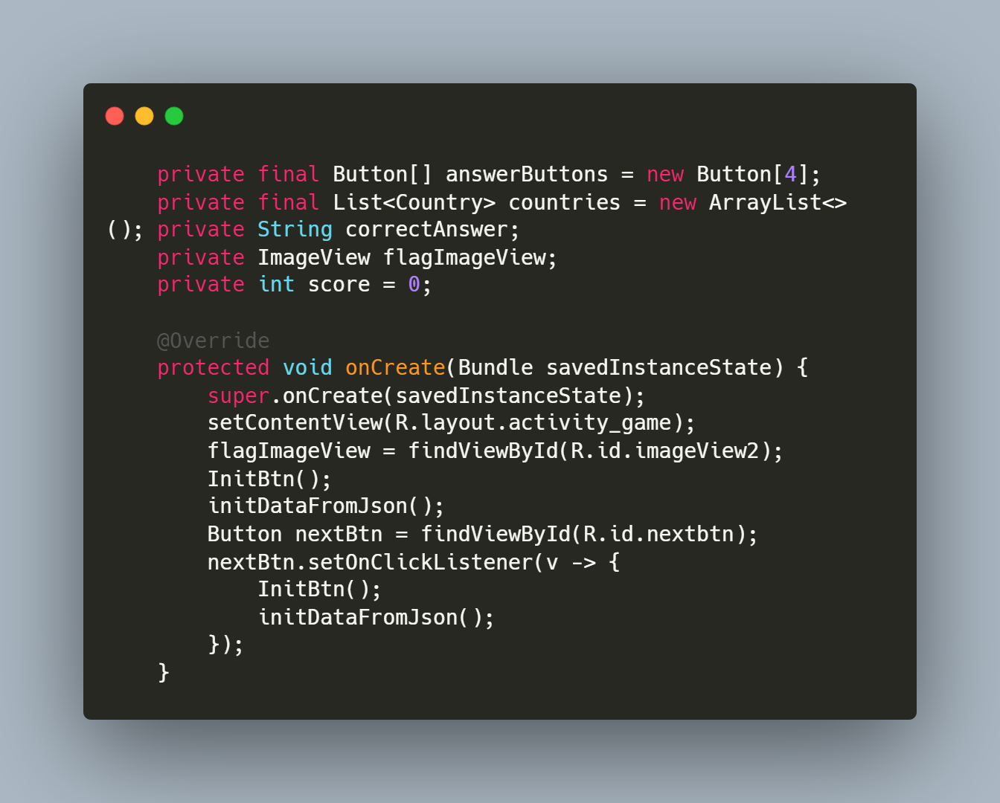 private final Button[] answerButtons = new Button[4];
    private final List<Country> countries = new ArrayList<>
(); private String correctAnswer;
    private ImageView flagImageView;
    private int score = 0;

    @Override
    protected void onCreate(Bundle savedInstanceState) {
        super.onCreate(savedInstanceState);
        setContentView(R.layout.activity_game);
        flagImageView = findViewById(R.id.imageView2);
        InitBtn();
        initDataFromJson();
        Button nextBtn = findViewById(R.id.nextbtn);
        nextBtn.setOnClickListener(v -> {
            InitBtn();
            initDataFromJson();
        });
    }